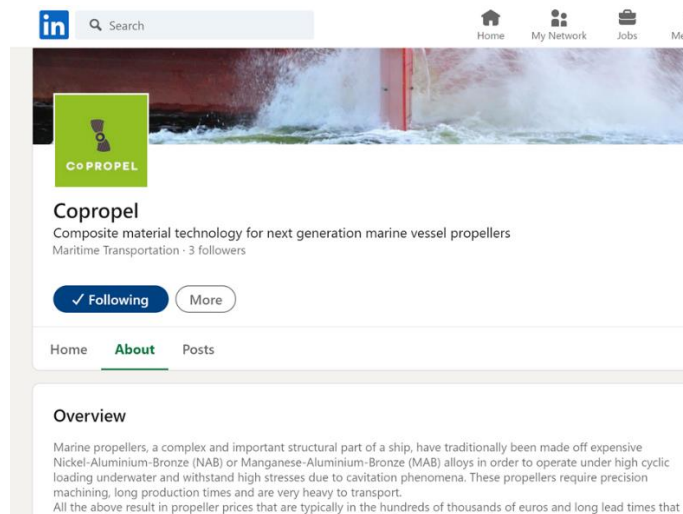 in
Search
Home
My Network
Jobs
Me
COPROPEL
Copropel
Composite material technology for next generation marine vessel propellers
Maritime Transportation · 3 followers
✓ Following
More
Home About Posts
Overview
Marine propellers, a complex and important structural part of a ship, have traditionally been made off expensive
Nickel-Aluminium-Bronze (NAB) or Manganese-Aluminium-Bronze (MAB) alloys in order to operate under high cyclic
loading underwater and withstand high stresses due to cavitation phenomena. These propellers require precision
machining, long production times and are very heavy to transport.
All the above result in propeller prices that are typically in the hundreds of thousands of euros and long lead times that